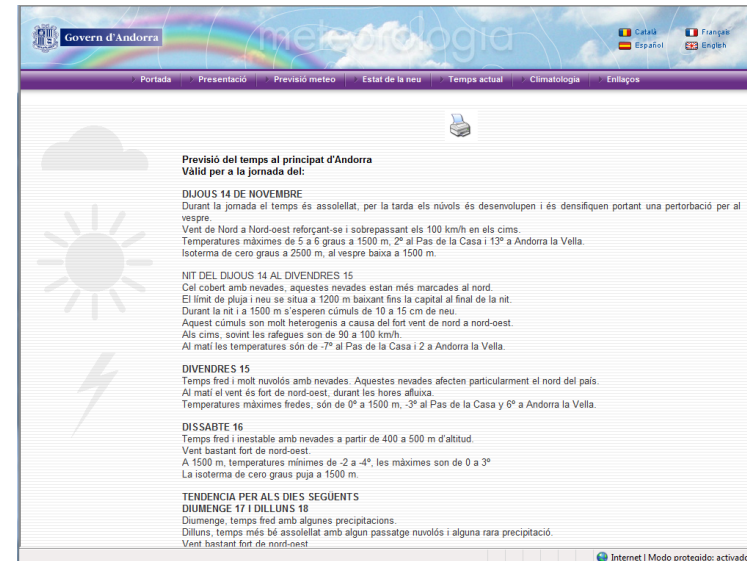 Govern d'Andorra
meteorologia
Català
Français
Español
English
Portada
Presentació
Previsió meteo
Estat de la neu
Temps actual
Climatologia
Enllaços
Previsió del temps al principat d'Andorra
Vàlid per a la jornada del:
DIJOUS 14 DE NOVEMBRE
Durant la jornada el temps és assolellat, per la tarda els núvols és desenvolupen i és densifiquen portant una pertorbació per al
vespre.
Vent de Nord a Nord-oest reforçant-se i sobrepassant els 100 km/h en els cims.
Temperatures màximes de 5 a 6 graus a 1500 m, 2º al Pas de la Casa i 13º a Andorra la Vella.
Isoterma de cero graus a 2500 m, al vespre baixa a 1500 m.
NIT DEL DIJOUS 14 AL DIVENDRES 15
Cel cobert amb nevades, aquestes nevades estan més marcades al nord.
El límit de pluja i neu se situa a 1200 m baixant fins la capital al final de la nit.
Durant la nit i a 1500 m s'esperen cúmuls de 10 a 15 cm de neu.
Aquest cúmuls son molt heterogenis a causa del fort vent de nord a nord-oest.
Als cims, sovint les rafegues son de 90 a 100 km/h.
Al matí les temperatures són de -7º al Pas de la Casa i 2 a Andorra la Vella.
DIVENDRES 15
Temps fred i molt nuvolós amb nevades. Aquestes nevades afecten particularment el nord del país.
Al matí el vent és fort de nord-oest, durant les hores afluixa.
Temperatures màximes fredes, són de 0º a 1500 m, -3º al Pas de la Casa y 6º a Andorra la Vella.
DISSABTE 16
Temps fred i inestable amb nevades a partir de 400 a 500 m d'altitud.
Vent bastant fort de nord-oest.
A 1500 m, temperatures mínimes de -2 a -4º, les màximes son de 0 a 3º
La isoterma de cero graus puja a 1500 m.
TENDENCIA PER ALS DIES SEGÜENTS
DIUMENGE 17 I DILLUNS 18
Diumenge, temps fred amb algunes precipitacions.
Dilluns, temps més bé assolellat amb algun passatge nuvolós i alguna rara precipitació.
Vent bastant fort de nord-oest
Internet | Modo protegido: activado